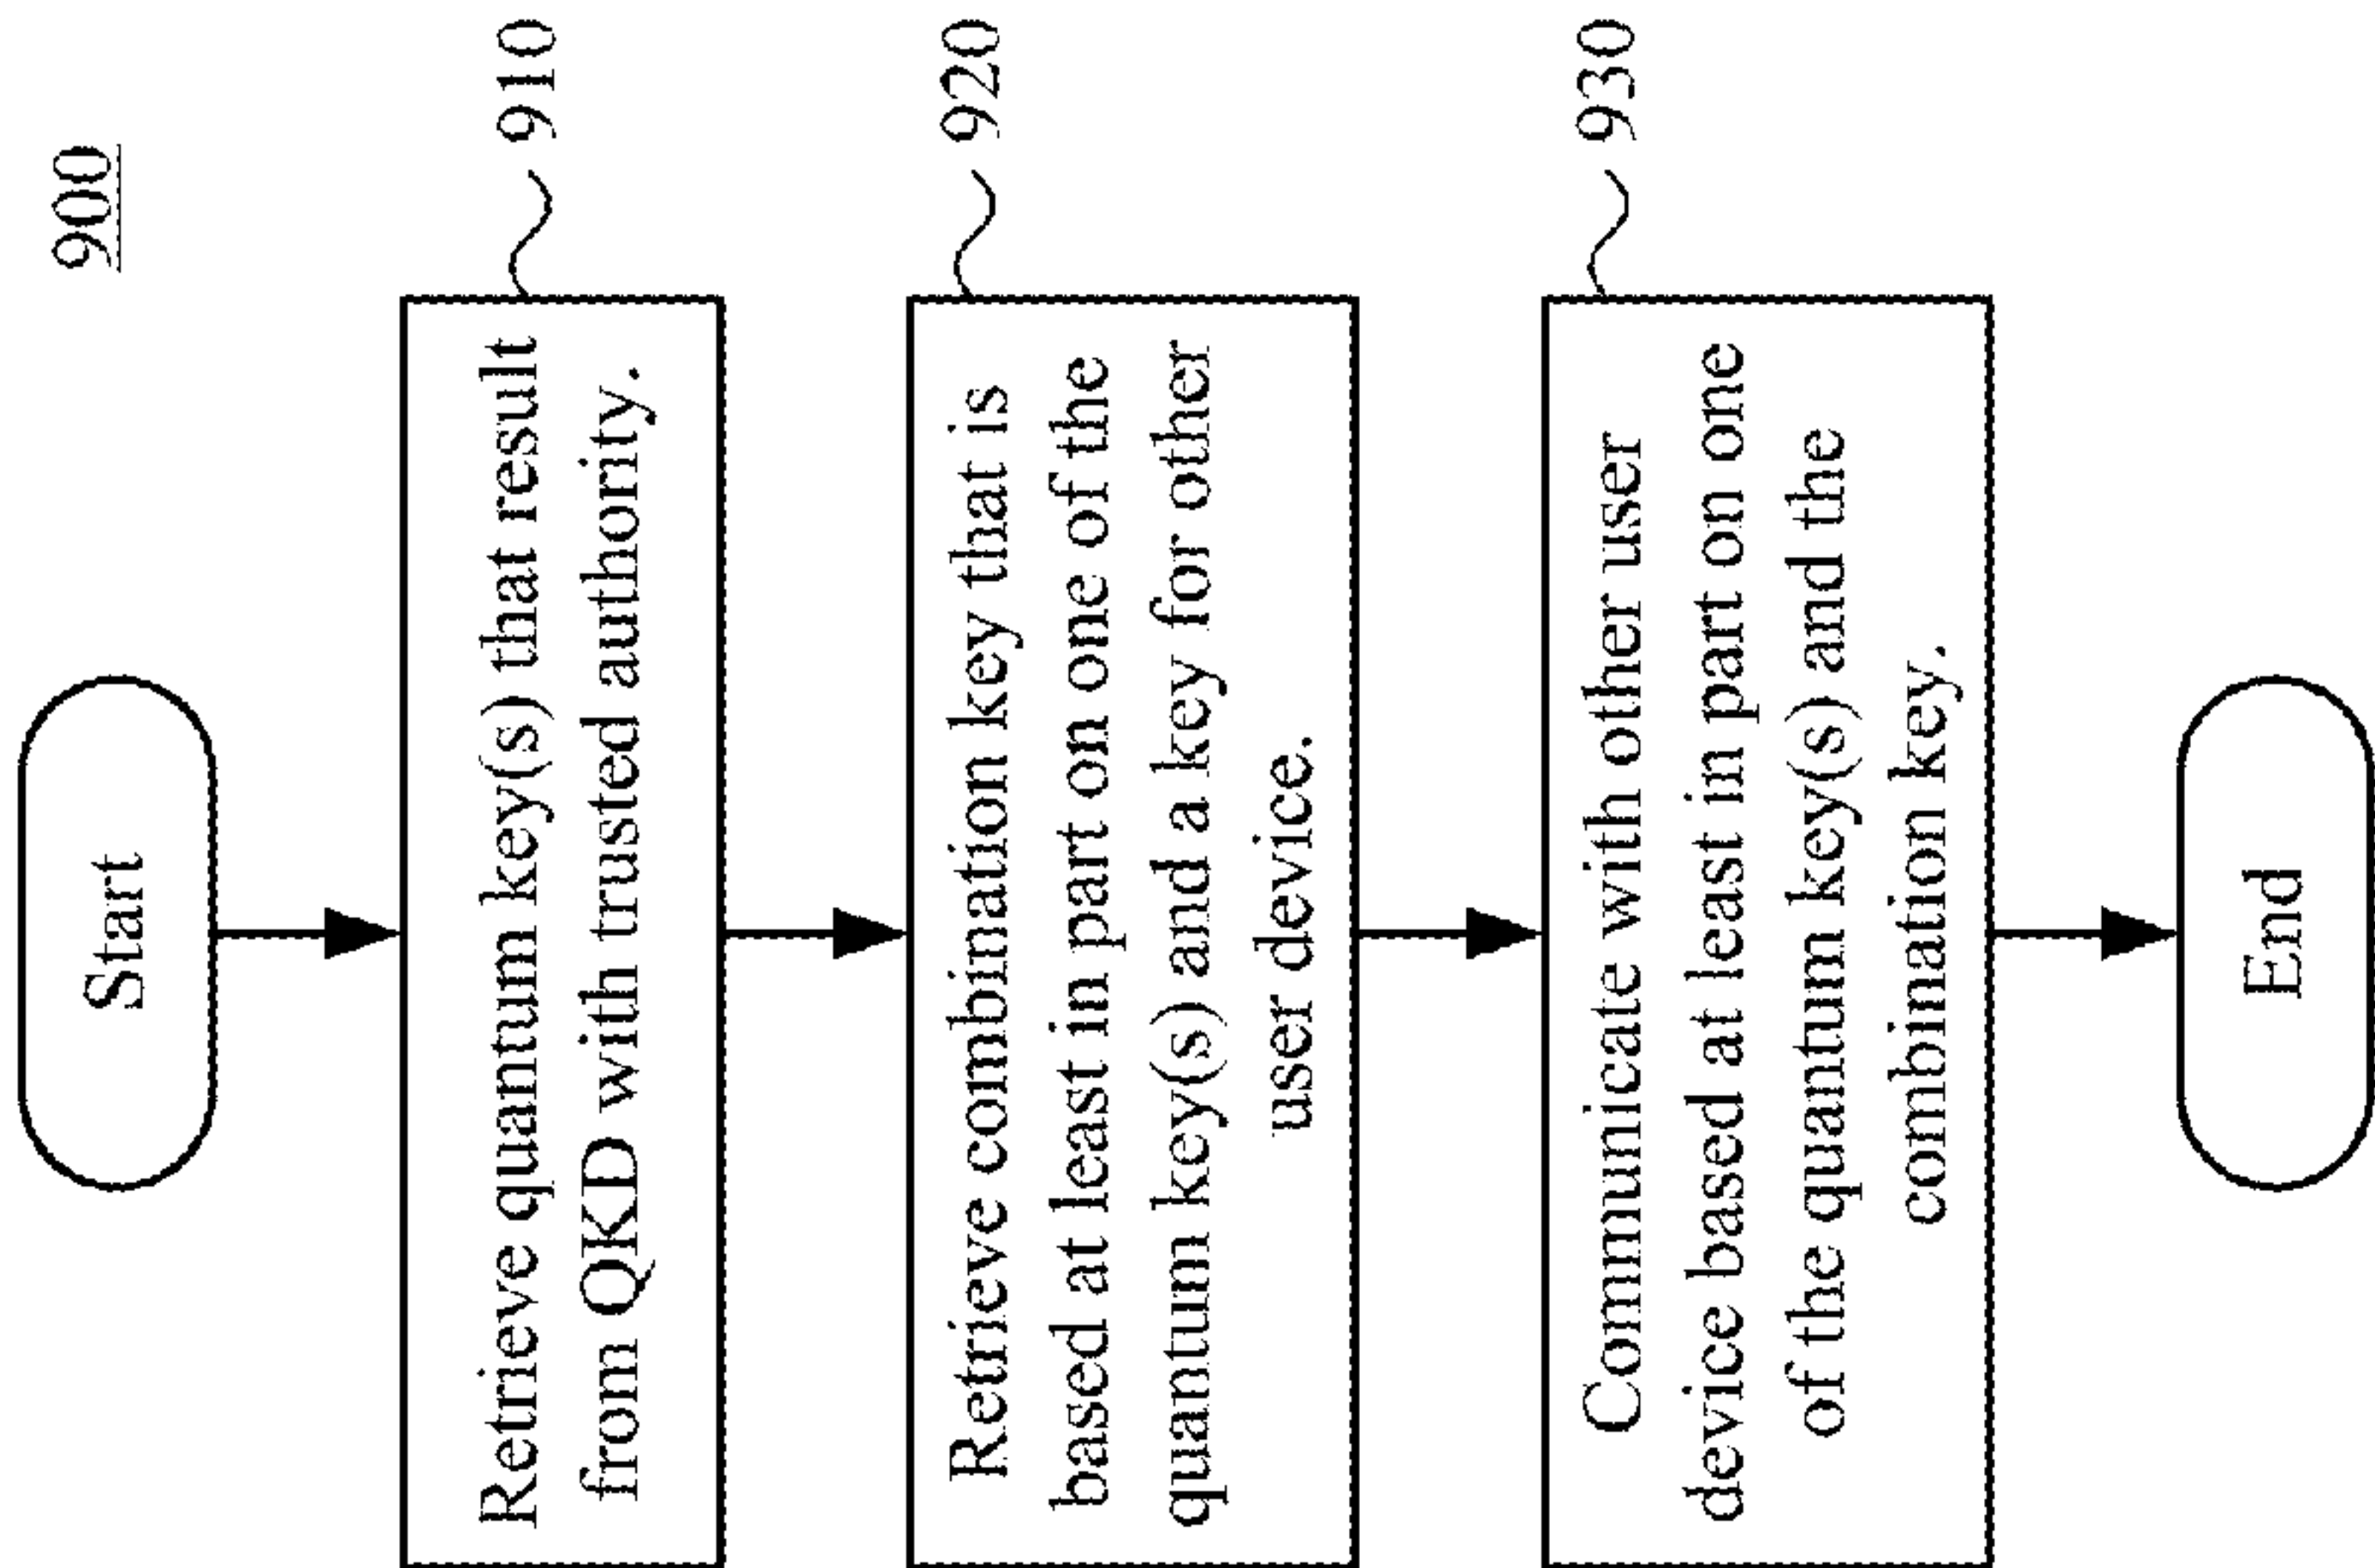 900
Start
Retrieve quantum key(s) that result
from QKD with trusted authority.
910
Retrieve combination key that is
based at least in part on one of the
quantum key(s) and a key for other
user device.
920
Communicate with other user
device based at least in part on one
of the quantum key(s) and the
combination key.
930
End